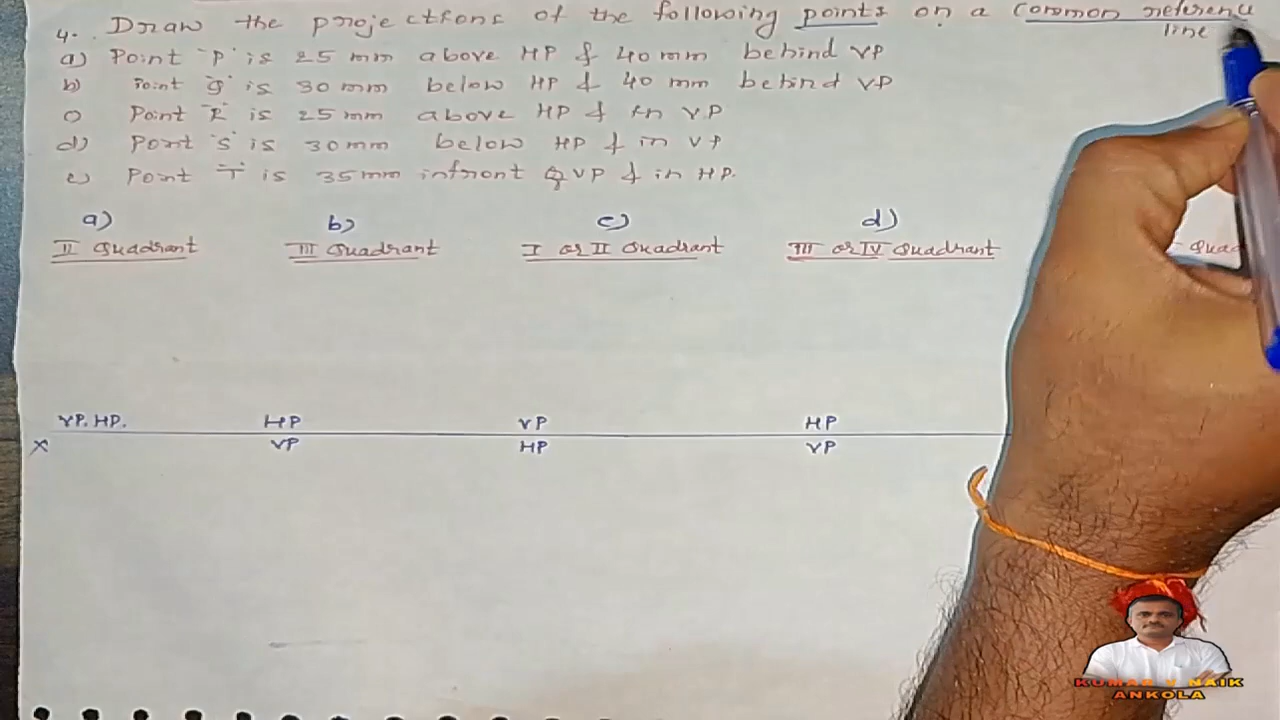 4. Draw the projections of the following points on a common reference
line
a) Point 'P' is 25 mm above HP & 40 mm behind VP
b) Point 'Q' is 30 mm below HP & 40 mm behind VP
c) Point 'R' is 25 mm above HP & in VP
d) Point 'S' is 30 mm below HP & in VP
e) Point 'T' is 35 mm infront of VP & in HP.
a) b) c) d)
II Quadrant III Quadrant I or II Quadrant III or IV Quadrant Quad
VP. HP. HP VP HP
X VP HP VP
KUMAR V NAIK
ANKOLA